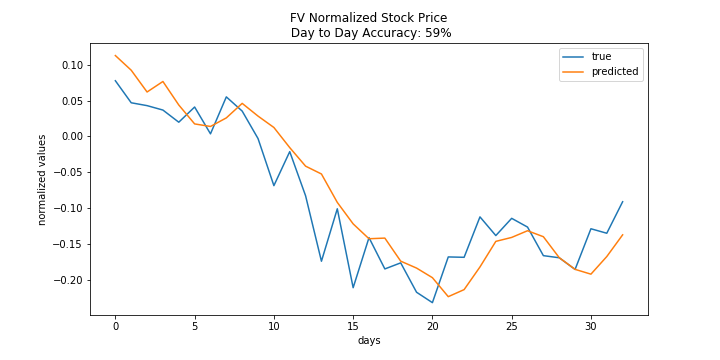 FV Normalized Stock Price
Day to Day Accuracy: 59%
true
predicted
normalized values
0.10
0.05
0.00
−0.05
−0.10
−0.15
−0.20
0 5 10 15 20 25 30
days